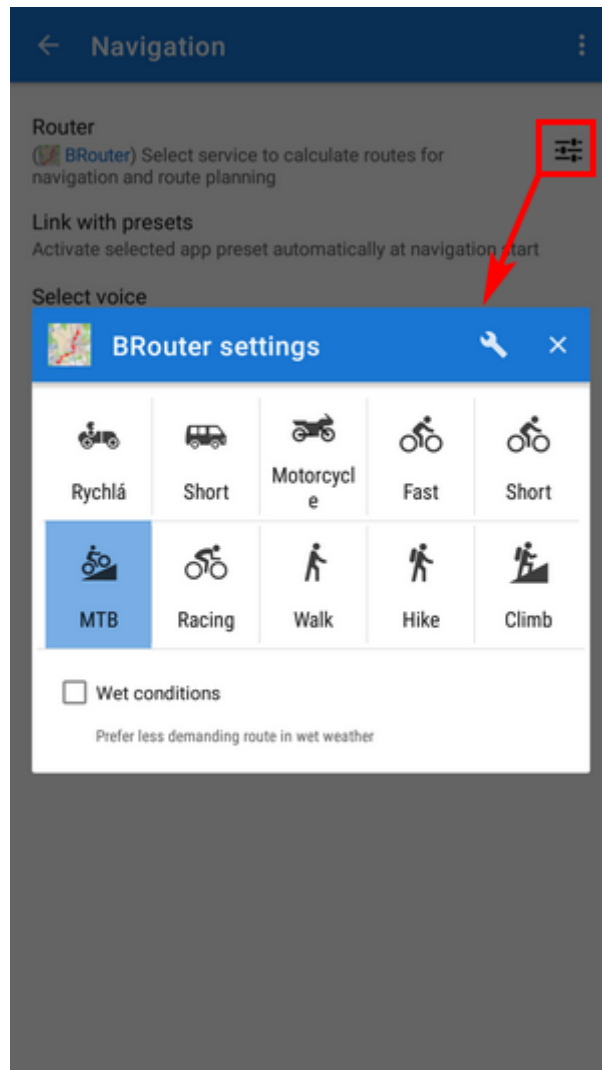 Navigation
Router
(BRouter) Select service to calculate routes for
navigation and route planning
Link with presets
Activate selected app preset automatically at navigation start
Select voice
BRouter settings
Rychlá
Short
Motorcycl
e
Fast
Short
MTB
Racing
Walk
Hike
Climb
Wet conditions
Prefer less demanding route in wet weather